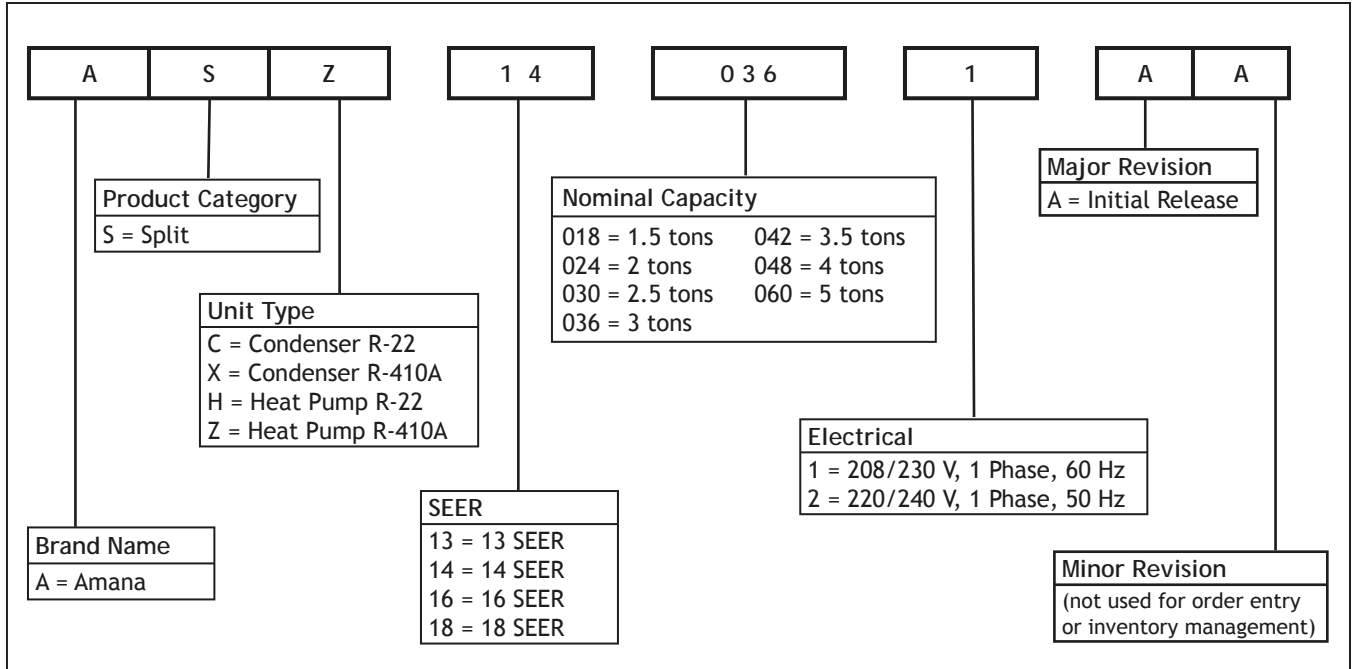 A S Z 1 4 0 3 6 1 A A
Product Category
S = Split
Unit Type
C = Condenser R-22
X = Condenser R-410A
H = Heat Pump R-22
Z = Heat Pump R-410A
Brand Name
A = Amana
SEER
13 = 13 SEER
14 = 14 SEER
16 = 16 SEER
18 = 18 SEER
Nominal Capacity
018 = 1.5 tons 042 = 3.5 tons
024 = 2 tons 048 = 4 tons
030 = 2.5 tons 060 = 5 tons
036 = 3 tons
Electrical
1 = 208/230 V, 1 Phase, 60 Hz
2 = 220/240 V, 1 Phase, 50 Hz
Major Revision
A = Initial Release
Minor Revision
(not used for order entry
or inventory management)